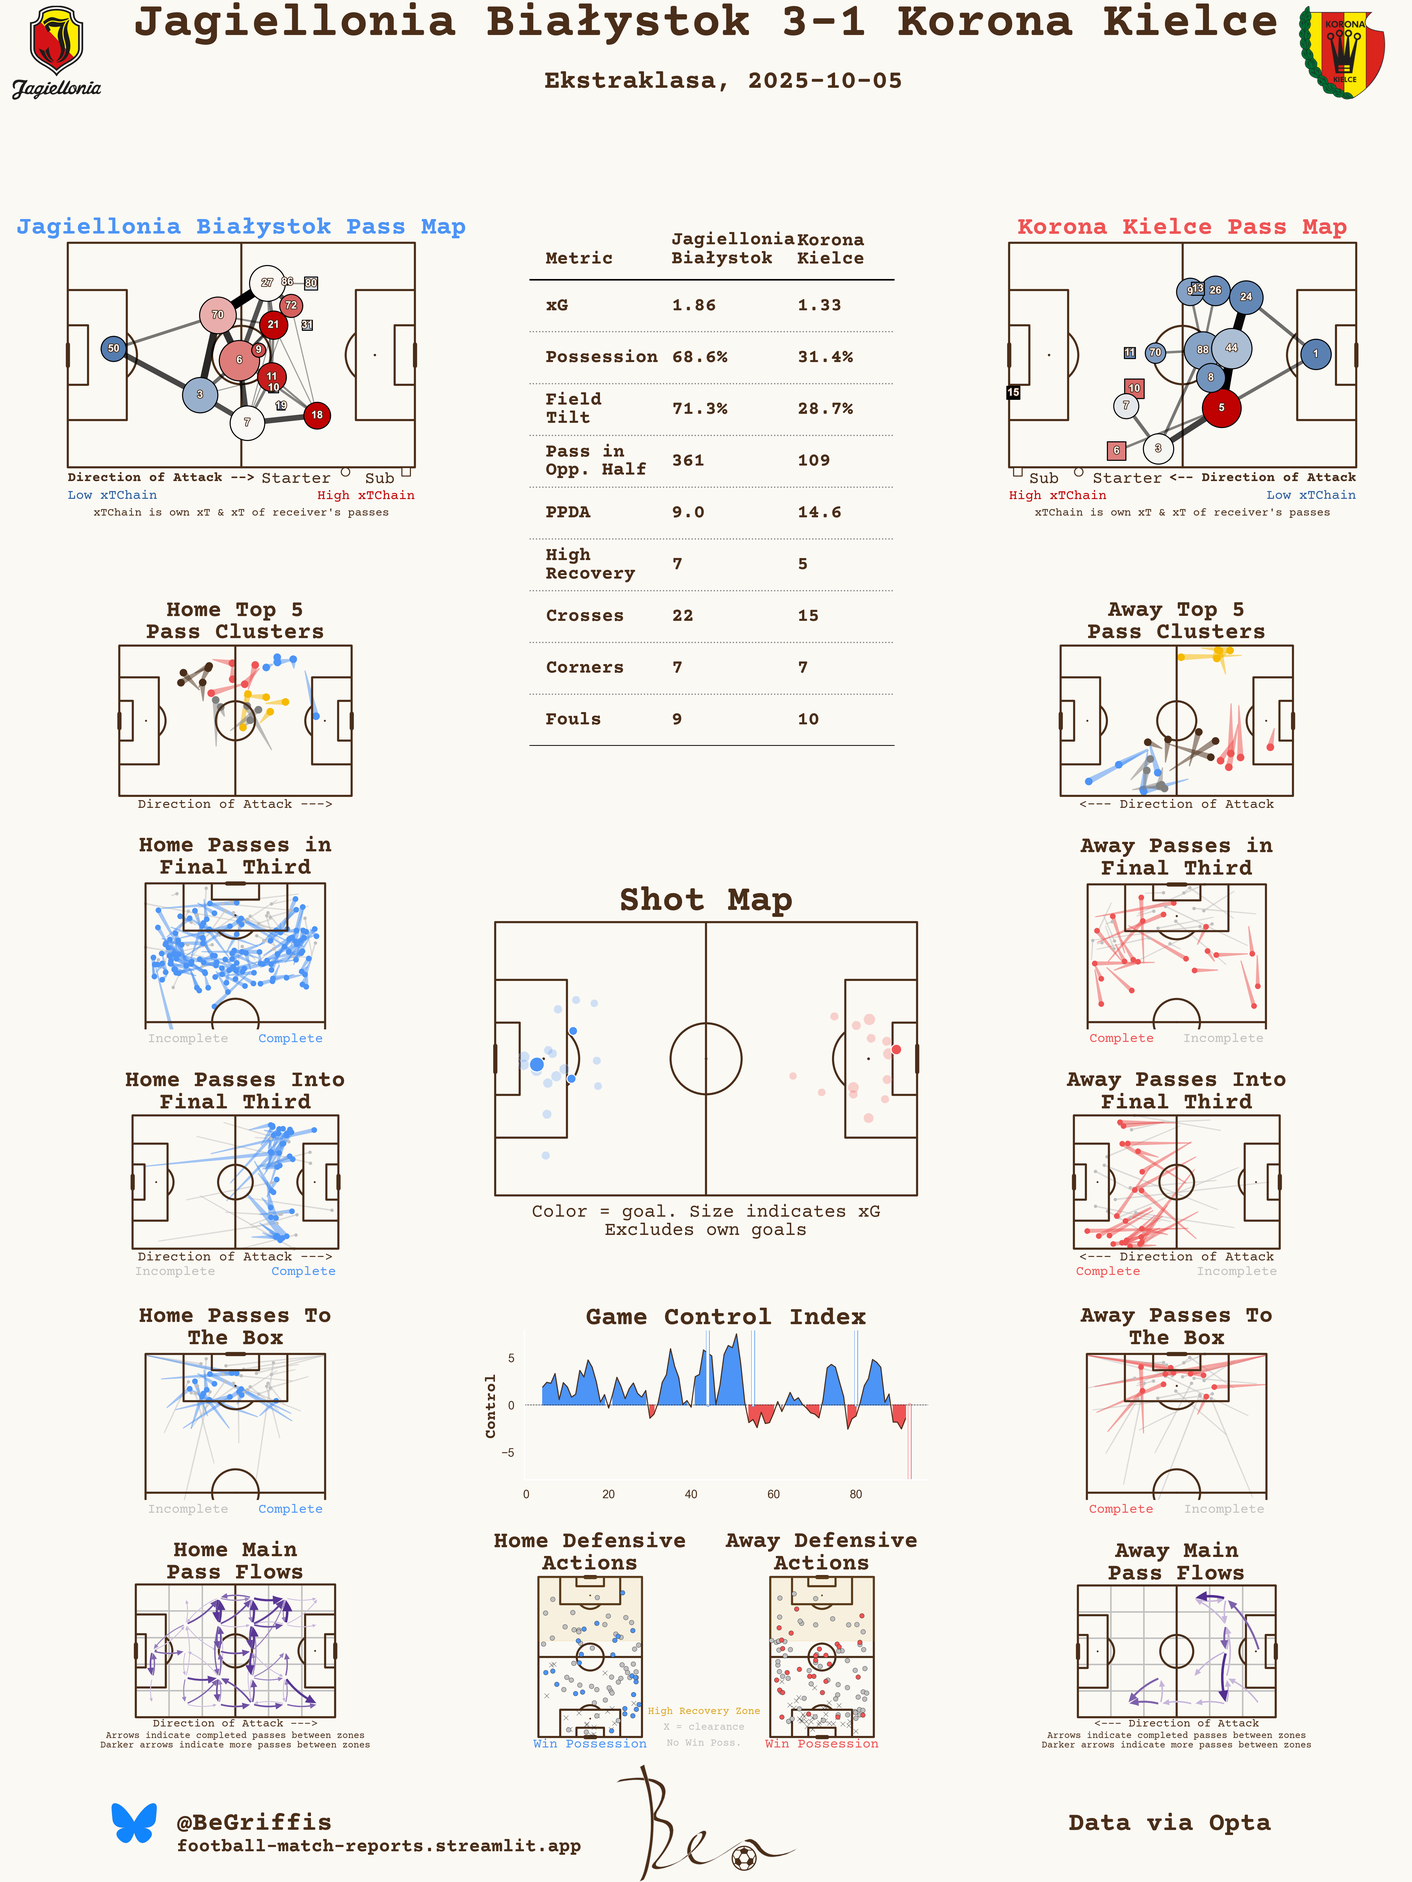 Jagiellonia Białystok 3-1 Korona Kielce
Ekstraklasa, 2025-10-05
Jagiellonia
KORONA
KIELCE
Jagiellonia Białystok Pass Map
50
70
3
27
86
80
72
21
31
9
6
11
10
19
7
18
Direction of Attack --> Starter Sub
Low xTChain High xTChain
xTChain is own xT & xT of receiver's passes
Metric Jagiellonia Białystok Korona Kielce
xG 1.86 1.33
Possession 68.6% 31.4%
Field Tilt 71.3% 28.7%
Pass in Opp. Half 361 109
PPDA 9.0 14.6
High Recovery 7 5
Crosses 22 15
Corners 7 7
Fouls 9 10
Korona Kielce Pass Map
9
13
26
24
11
70
88
44
1
15
10
8
7
5
6
3
Sub Starter <-- Direction of Attack
High xTChain Low xTChain
xTChain is own xT & xT of receiver's passes
Home Top 5
Pass Clusters
Direction of Attack --->
Away Top 5
Pass Clusters
<--- Direction of Attack
Home Passes in
Final Third
Incomplete Complete
Away Passes in
Final Third
Complete Incomplete
Shot Map
Color = goal. Size indicates xG
Excludes own goals
Home Passes Into
Final Third
Direction of Attack --->
Incomplete Complete
Away Passes Into
Final Third
<--- Direction of Attack
Complete Incomplete
Home Passes To
The Box
Incomplete Complete
Game Control Index
Control
5
0
−5
0 20 40 60 80
Away Passes To
The Box
Complete Incomplete
Home Main
Pass Flows
Direction of Attack --->
Arrows indicate completed passes between zones
Darker arrows indicate more passes between zones
Home Defensive
Actions
Win Possession
High Recovery Zone
X = clearance
No Win Poss.
Away Defensive
Actions
Win Possession
Away Main
Pass Flows
<--- Direction of Attack
Arrows indicate completed passes between zones
Darker arrows indicate more passes between zones
@BeGriffis
football-match-reports.streamlit.app
Ben
Data via Opta